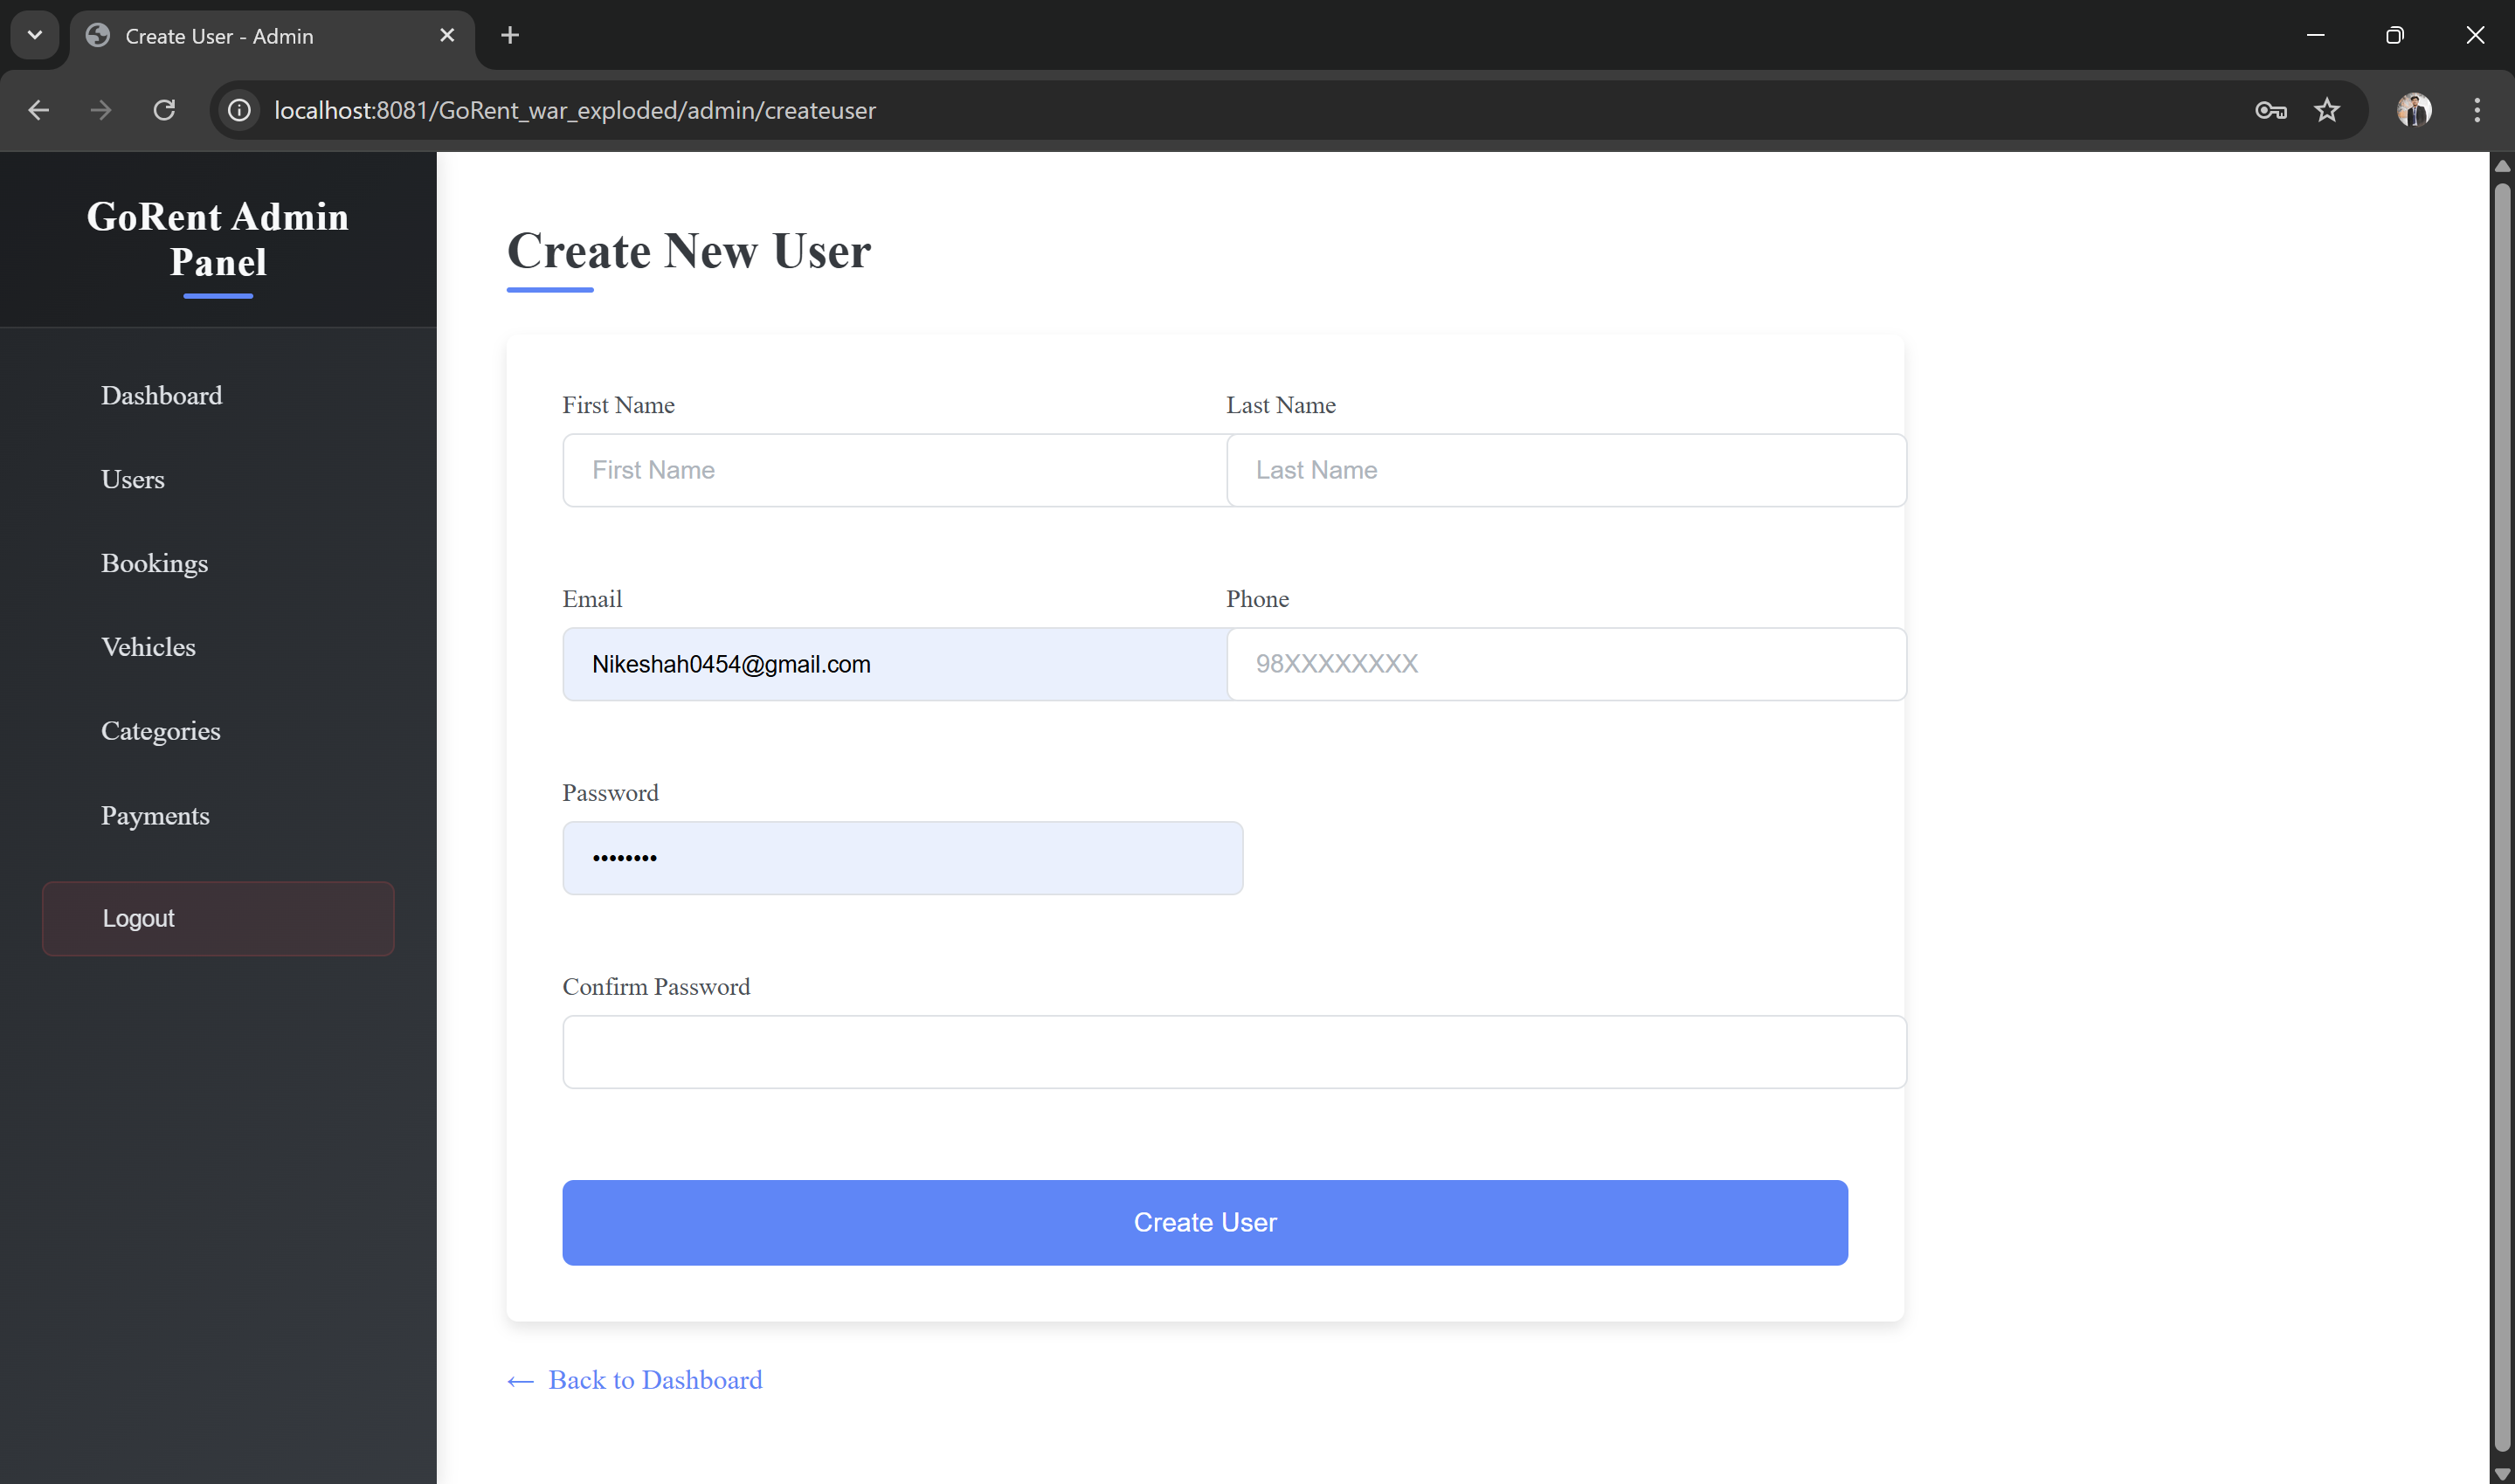 Create User - Admin
localhost:8081/GoRent_war_exploded/admin/createuser
GoRent Admin
Panel
Dashboard
Users
Bookings
Vehicles
Categories
Payments
Logout
Create New User
First Name
Last Name
First Name
Last Name
Email
Phone
Nikeshah0454@gmail.com
98XXXXXXXX
Password
••••••••
Confirm Password
Create User
← Back to Dashboard